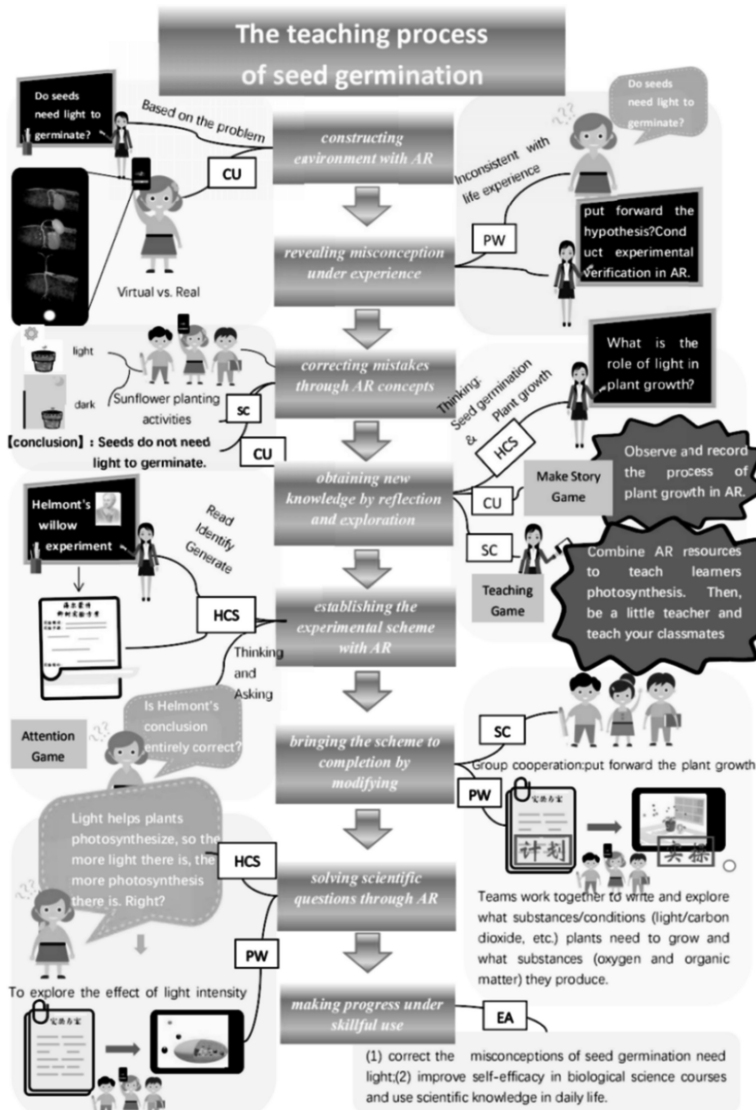 The teaching process
of seed germination
Do seeds
need light to
germinate?
Based on the problem
CU
Virtual vs. Real
constructing
environment with AR
Do seeds
need light to
germinate?
Inconsistent with
life experience
PW
put forward the
hypothesis?Cond
uct experimental
verification in AR.
revealing misconception
under experience
light
dark
Sunflower planting
activities
SC
CU
【conclusion】: Seeds do not need
light to germinate.
correcting mistakes
through AR concepts
What is the
role of light in
plant growth?
Thinking:
Seed germination
& Plant growth
HCS
CU
SC
Make Story
Game
Observe and record
the process of
plant growth in AR.
Teaching
Game
Combine AR resources
to teach learners
photosynthesis. Then,
be a little teacher and
teach your classmates
obtaining new
knowledge by reflection
and exploration
Helmont's
willow
experiment
Read
Identify
Generate
HCS
Thinking
and
Asking
Attention
Game
Is Helmont's
conclusion
entirely correct?
establishing the
experimental scheme
with AR
SC
Group cooperation:put forward the plant growth
PW
计划
实操
Teams work together to write and explore
what substances/conditions (light/carbon
dioxide, etc.) plants need to grow and
what substances (oxygen and organic
matter) they produce.
bringing the scheme to
completion by
modifying
Light helps plants
photosynthesize, so the
more light there is, the
more photosynthesis
there is. Right?
HCS
PW
To explore the effect of light intensity
solving scientific
questions through AR
making progress under
skillful use
EA
(1) correct the misconceptions of seed germination need
light;(2) improve self-efficacy in biological science courses
and use scientific knowledge in daily life.